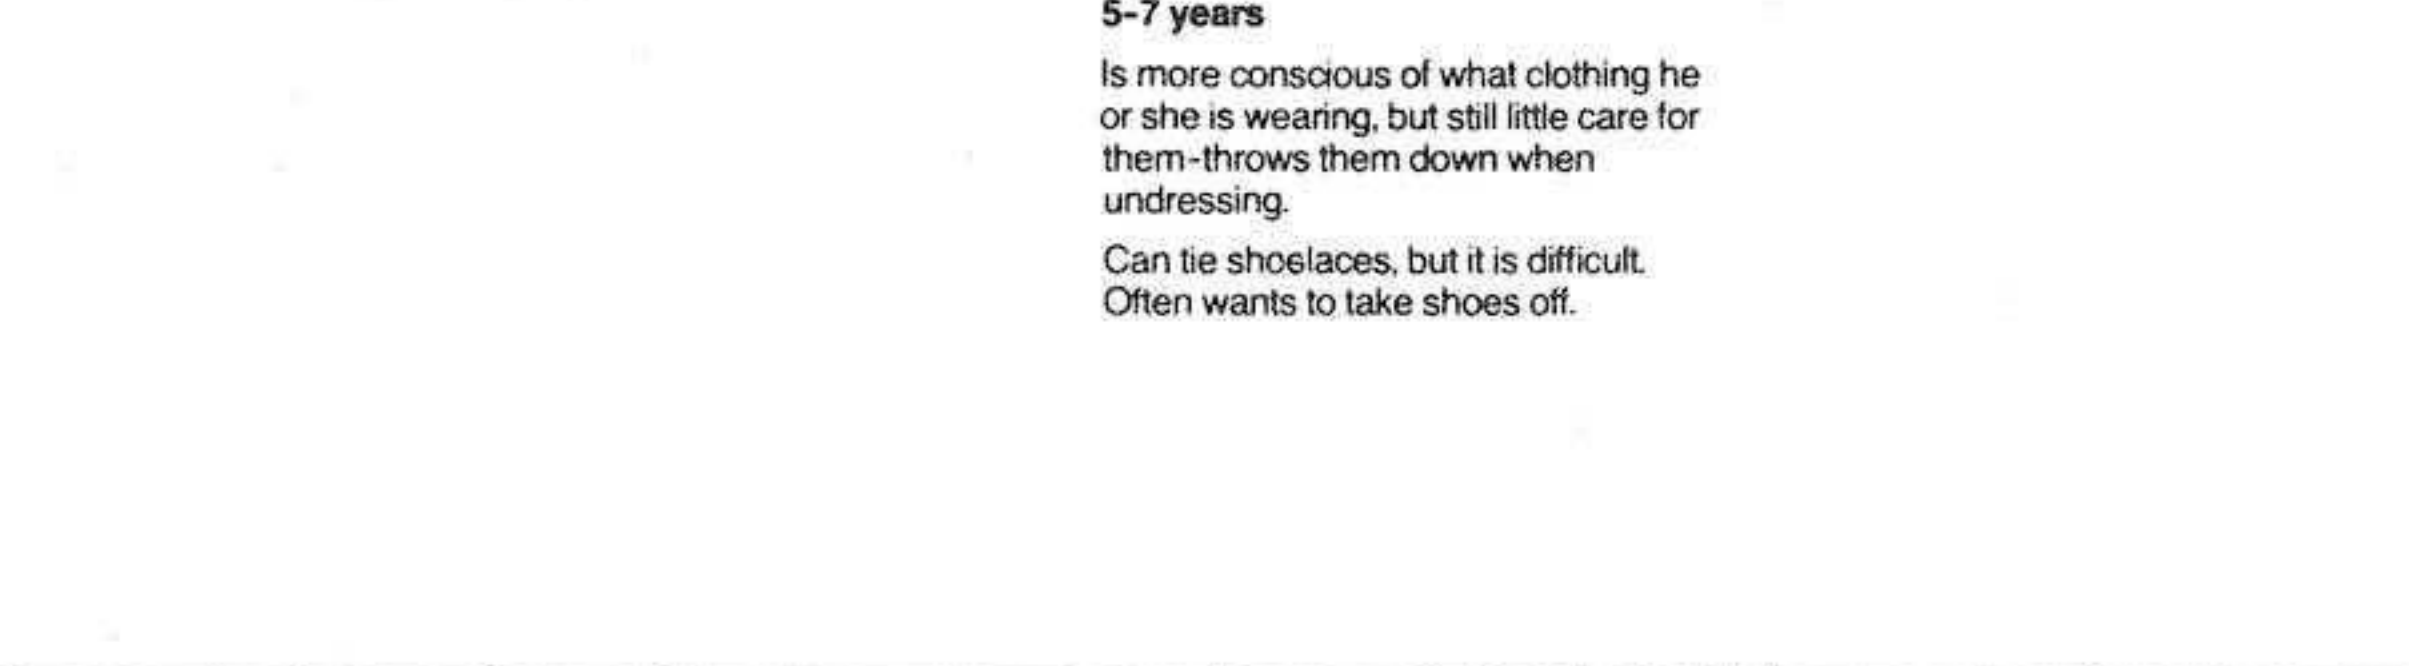 5-7 years
Is more conscious of what clothing he
or she is wearing, but still little care for
them-throws them down when
undressing.
Can tie shoelaces, but it is difficult.
Often wants to take shoes off.